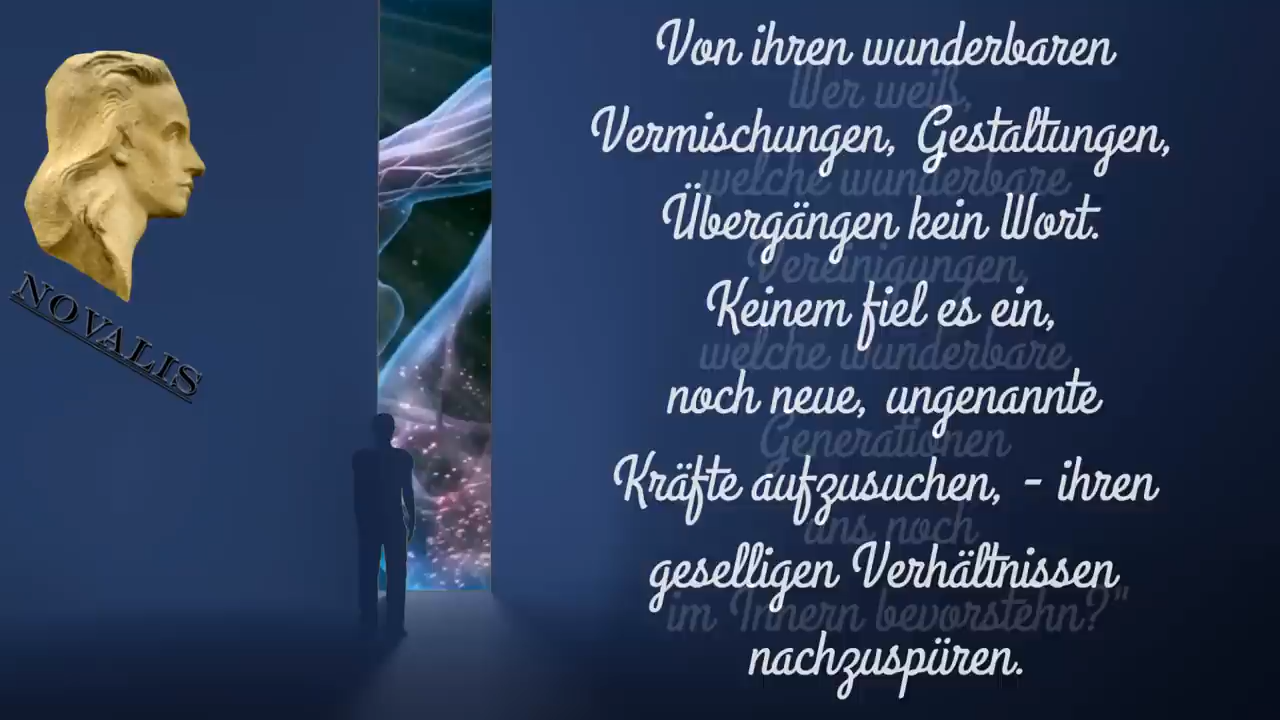 NOVALIS
Von ihren wunderbaren
Vermischungen, Gestaltungen,
Übergängen kein Wort.
Keinem fiel es ein,
noch neue, ungenannte
Kräfte aufzusuchen, - ihren
geselligen Verhältnissen
nachzuspüren.
Wer weiß,
welche wunderbare
Vereinigungen,
welche wunderbare
Generationen
uns noch
im Innern bevorstehn?"